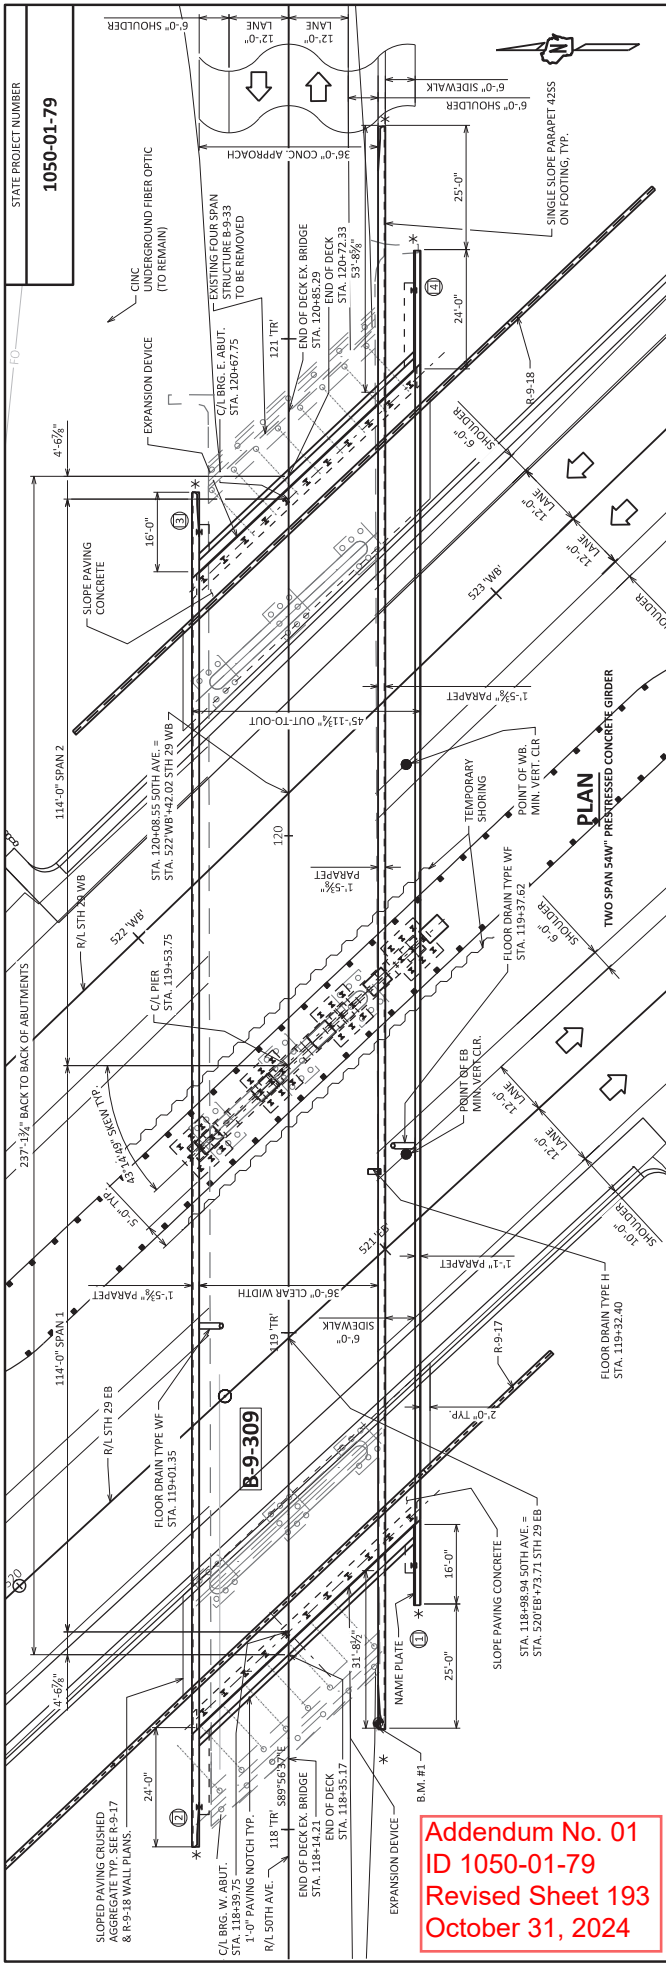 STATE PROJECT NUMBER
1050-01-79
FO
CINC
UNDERGROUND FIBER OPTIC
(TO REMAIN)
6'-0" SHOULDER
12'-0"
LANE
12'-0"
LANE
36'-0" CONC. APPROACH
6'-0" SHOULDER
6'-0" SIDEWALK
N
EXISTING FOUR SPAN
STRUCTURE B-9-33
TO BE REMOVED
EXPANSION DEVICE
C/L BRG. E. ABUT.
STA. 120+67.75
121 'TR'
END OF DECK EX. BRIDGE
STA. 120+85.29
END OF DECK
STA. 120+72.33
53'-8⅝"
25'-0"
24'-0"
SINGLE SLOPE PARAPET 42SS
ON FOOTING, TYP.
4
R-9-18
4'-6⅞"
16'-0"
3
SLOPE PAVING
CONCRETE
114'-0" SPAN 2
237'-1¾" BACK TO BACK OF ABUTMENTS
R/L STH 29 WB
522 'WB'
STA. 120+08.55 50TH AVE. =
STA. 522'WB'+42.02 STH 29 WB
45'-11¾" OUT-TO-OUT
120
1'-5⅜"
PARAPET
1'-5⅜" PARAPET
523 'WB'
6'-0"
SHOULDER
12'-0"
LANE
12'-0"
LANE
POINT OF WB.
MIN. VERT. CLR
TEMPORARY
SHORING
PLAN
TWO SPAN 54W" PRESTRESSED CONCRETE GIRDER
C/L PIER
STA. 119+53.75
43°14'49" SKEW TYP.
5'-0" TYP.
FLOOR DRAIN TYPE WF
STA. 119+37.62
POINT OF EB
MIN. VERT. CLR.
6'-0"
SHOULDER
12'-0"
LANE
12'-0"
LANE
10'-0"
SHOULDER
521 'EB'
114'-0" SPAN 1
R/L STH 29 EB
1'-5⅜" PARAPET
36'-0" CLEAR WIDTH
119 'TR'
6'-0"
SIDEWALK
1'-1" PARAPET
FLOOR DRAIN TYPE H
STA. 119+32.40
R-9-17
2'-0" TYP.
FLOOR DRAIN TYPE WF
STA. 119+01.35
B-9-309
4'-6⅞"
24'-0"
2
SLOPED PAVING CRUSHED
AGGREGATE TYP. SEE R-9-17
& R-9-18 WALL PLANS.
C/L BRG. W. ABUT.
STA. 118+39.75
1'-0" PAVING NOTCH TYP.
R/L 50TH AVE.
118 'TR'
S89°56'37"E
END OF DECK EX. BRIDGE
STA. 118+14.21
END OF DECK
STA. 118+35.17
31'-8½"
EXPANSION DEVICE
NAME PLATE
1
B.M. #1
25'-0"
16'-0"
SLOPE PAVING CONCRETE
STA. 118+98.94 50TH AVE. =
STA. 520'EB'+73.71 STH 29 EB
Addendum No. 01
ID 1050-01-79
Revised Sheet 193
October 31, 2024